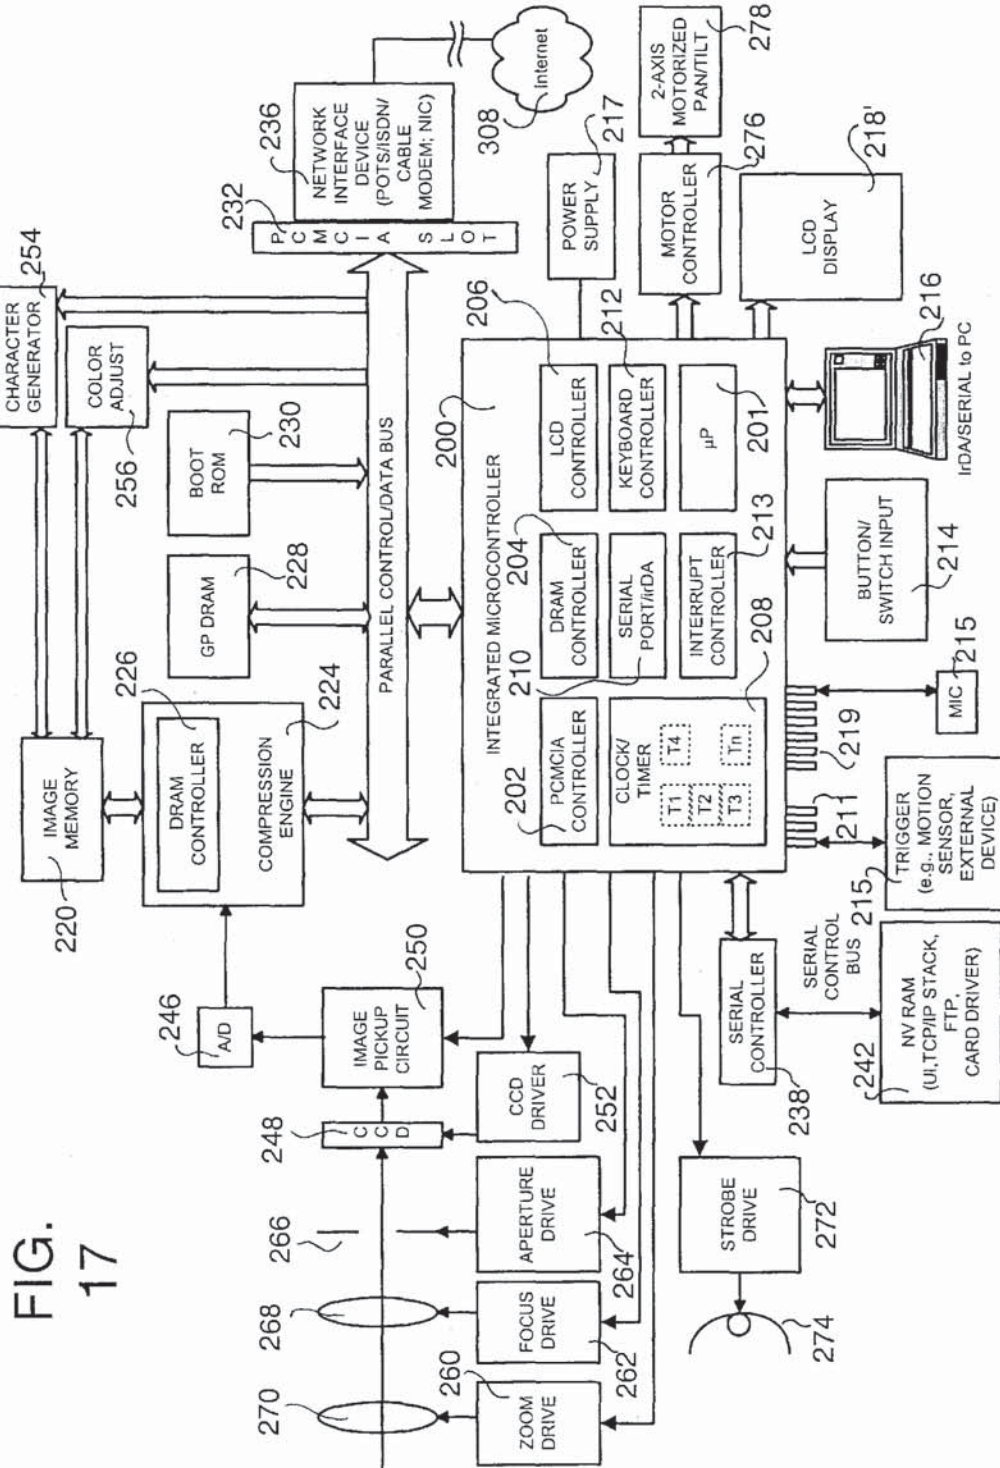 FIG.
17
270
268
266
248
C
C
D
246
A/D
220
IMAGE
MEMORY
226
DRAM
CONTROLLER
COMPRESSION
ENGINE
224
GP DRAM
228
BOOT
ROM
230
256
COLOR
ADJUST
CHARACTER
GENERATOR
254
232
P
C
M
C
I
A
S
L
O
T
236
NETWORK
INTERFACE
DEVICE
(POTS/ISDN/
CABLE
MODEM; NIC)
Internet
308
PARALLEL CONTROL/DATA BUS
IMAGE
PICKUP
CIRCUIT
250
CCD
DRIVER
252
APERTURE
DRIVE
264
FOCUS
DRIVE
262
260
ZOOM
DRIVE
STROBE
DRIVE
272
274
INTEGRATED MICROCONTROLLER
200
202
PCMCIA
CONTROLLER
204
DRAM
CONTROLLER
206
LCD
CONTROLLER
CLOCK/
TIMER
T1
T2
T3
T4
Tn
208
210
SERIAL
PORT/irDA
212
KEYBOARD
CONTROLLER
INTERRUPT
CONTROLLER
213
µP
201
POWER
SUPPLY
217
MOTOR
CONTROLLER
276
2-AXIS
MOTORIZED
PAN/TILT
278
LCD
DISPLAY
218'
216
IrDA/SERIAL to PC
BUTTON/
SWITCH INPUT
214
MIC
215
219
211
215
TRIGGER
(e.g., MOTION
SENSOR,
EXTERNAL
DEVICE)
SERIAL
CONTROLLER
238
SERIAL
CONTROL
BUS
242
NV RAM
(UI,TCP/IP STACK,
FTP,
CARD DRIVER)